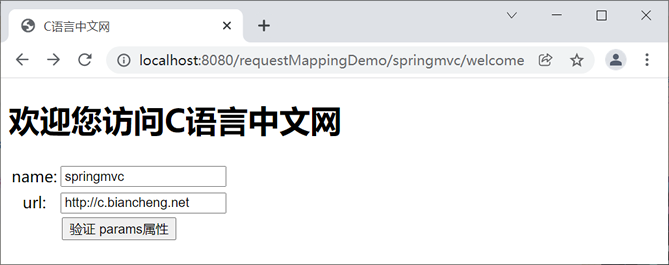 C语言中文网
localhost:8080/requestMappingDemo/springmvc/welcome
欢迎您访问C语言中文网
name: springmvc
url: http://c.biancheng.net
验证 params属性